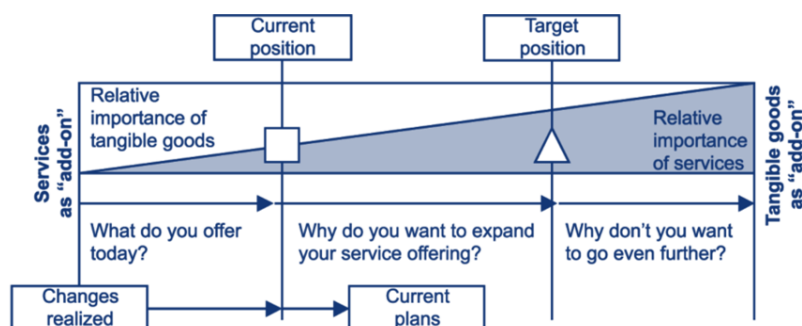 Current
position
Target
position
Services
as "add-on"
Relative
importance of
tangible goods
Relative
importance
of services
Tangible goods
as "add-on"
What do you offer
today?
Why do you want to expand
your service offering?
Why don't you want
to go even further?
Changes
realized
Current
plans